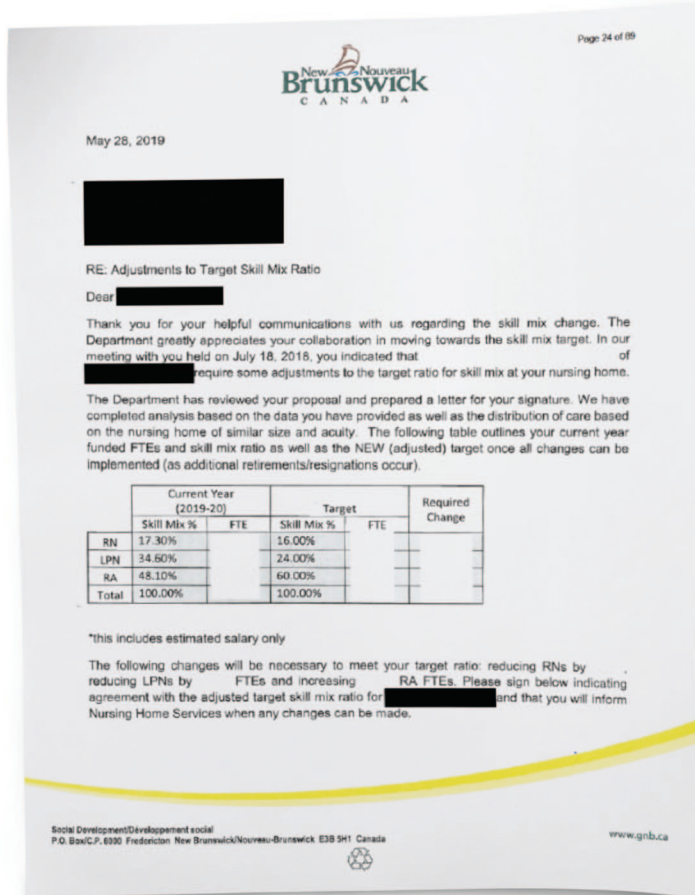 Page 24 of 89
New Nouveau
Brunswick
CANADA
May 28, 2019
RE: Adjustments to Target Skill Mix Ratio
Dear
Thank you for your helpful communications with us regarding the skill mix change. The
Department greatly appreciates your collaboration in moving towards the skill mix target. In our
meeting with you held on July 18, 2018, you indicated that of
require some adjustments to the target ratio for skill mix at your nursing home.
The Department has reviewed your proposal and prepared a letter for your signature. We have
completed analysis based on the data you have provided as well as the distribution of care based
on the nursing home of similar size and acuity. The following table outlines your current year
funded FTEs and skill mix ratio as well as the NEW (adjusted) target once all changes can be
implemented (as additional retirements/resignations occur).
Current Year
(2019-20) Target Required
Change
Skill Mix % FTE Skill Mix % FTE
RN 17.30% 16.00%
LPN 34.60% 24.00%
RA 48.10% 60.00%
Total 100.00% 100.00%
*this includes estimated salary only
The following changes will be necessary to meet your target ratio: reducing RNs by ,
reducing LPNs by FTEs and increasing RA FTEs. Please sign below indicating
agreement with the adjusted target skill mix ratio for and that you will inform
Nursing Home Services when any changes can be made.
Social Development/Développement social
P.O. Box/C.P. 6000 Fredericton New Brunswick/Nouveau-Brunswick E3B 5H1 Canada
www.gnb.ca